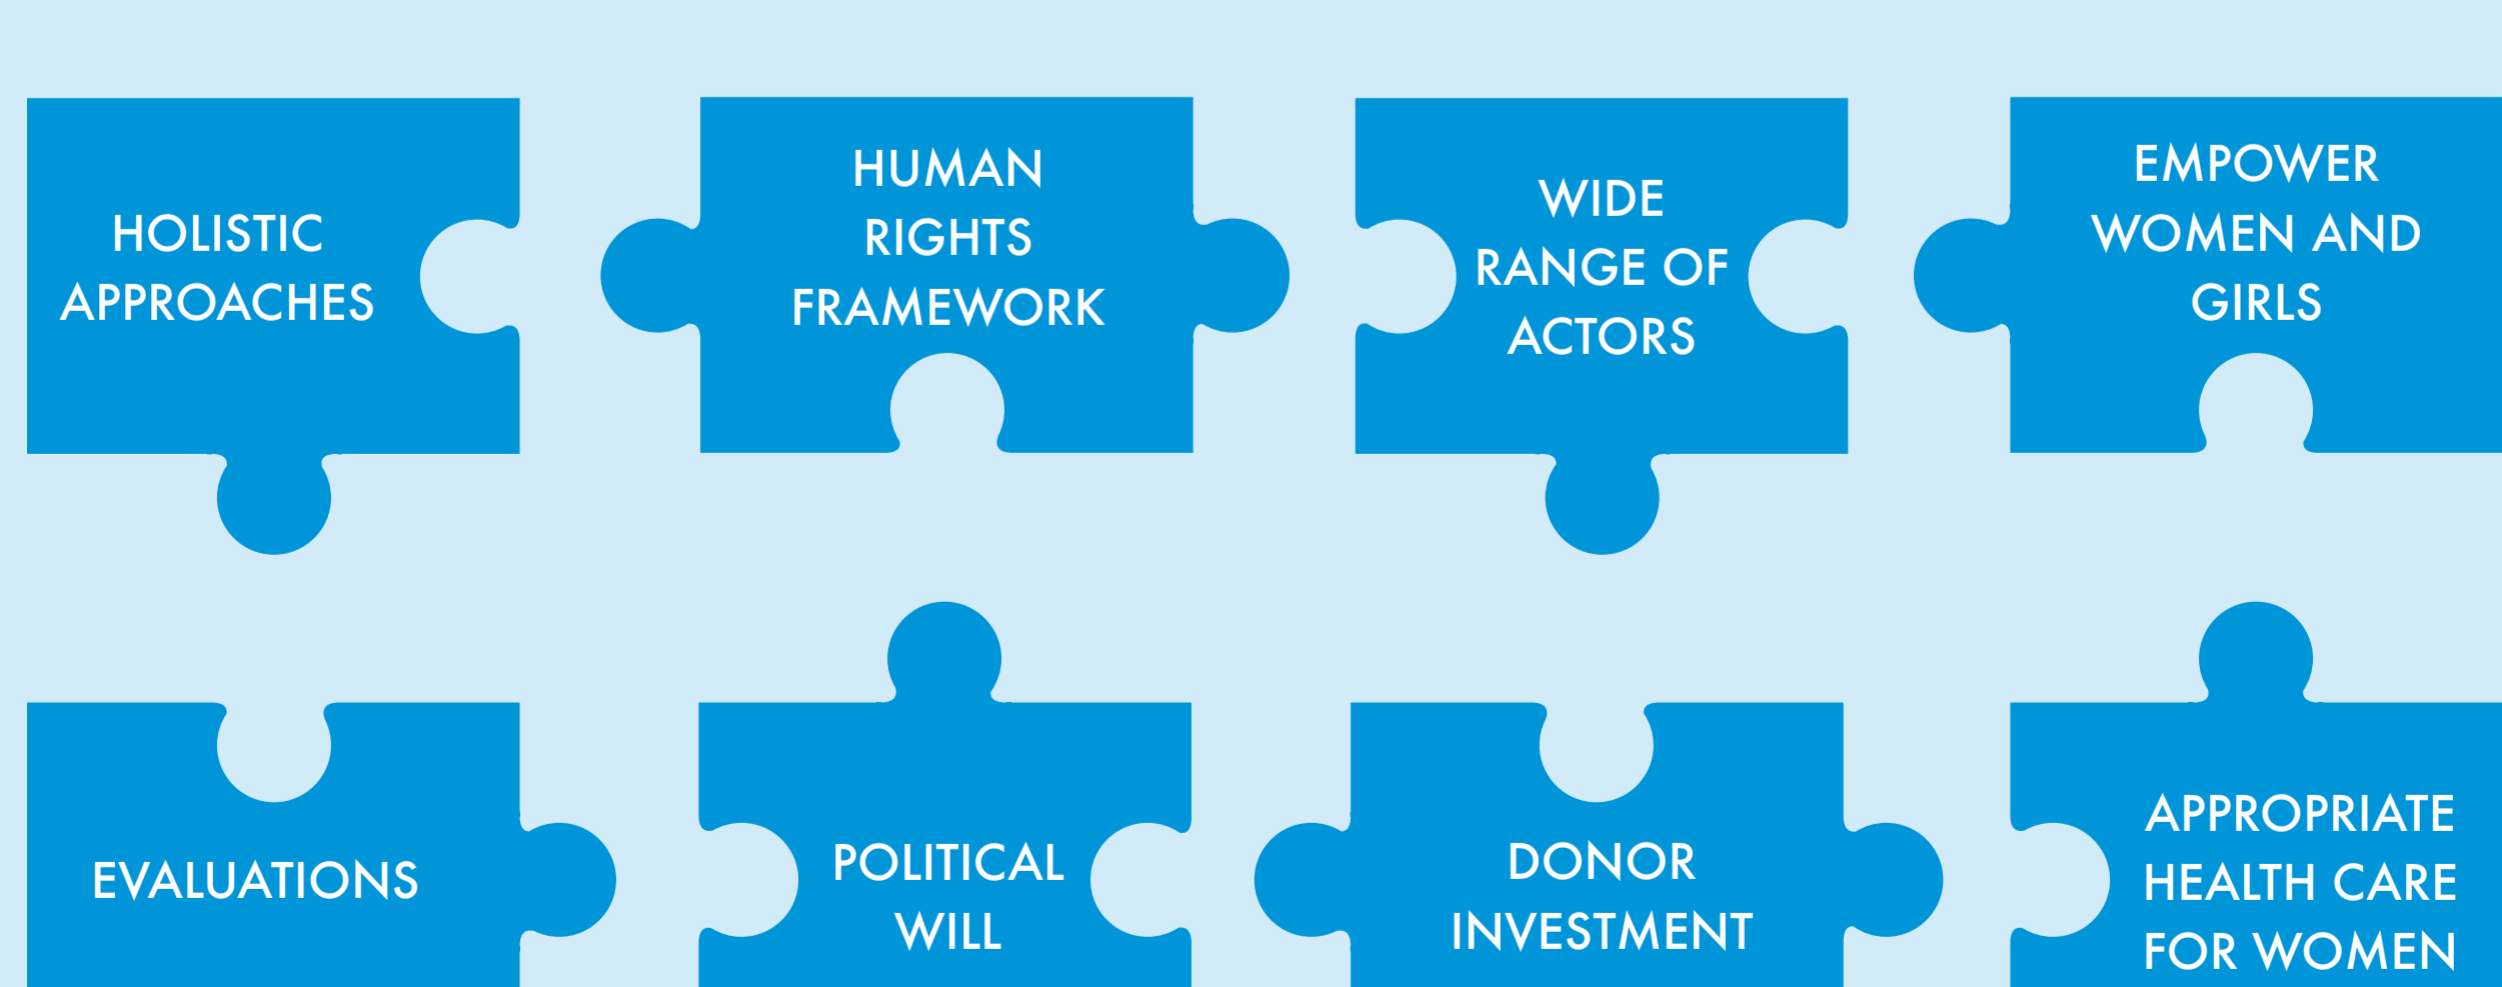 HOLISTIC
APPROACHES
HUMAN
RIGHTS
FRAMEWORK
WIDE
RANGE OF
ACTORS
EMPOWER
WOMEN AND
GIRLS
EVALUATIONS
POLITICAL
WILL
DONOR
INVESTMENT
APPROPRIATE
HEALTH CARE
FOR WOMEN